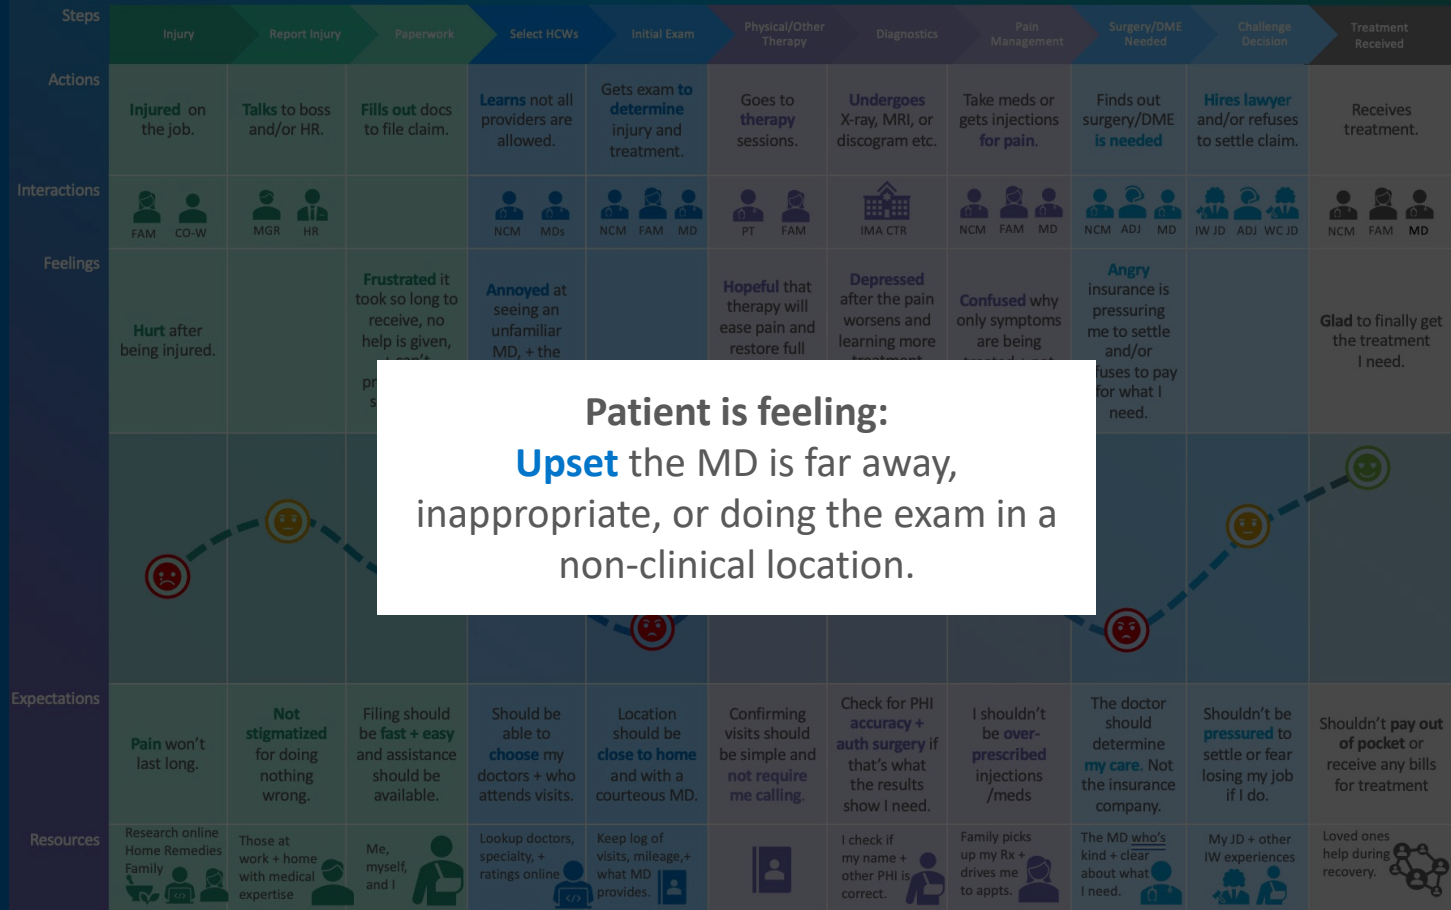 Steps
Injury
Report Injury
Paperwork
Select HCWs
Initial Exam
Physical/Other
Therapy
Diagnostics
Pain
Management
Surgery/DME
Needed
Challenge
Decision
Treatment
Received
Actions
Injured on
the job.
Talks to boss
and/or HR.
Fills out docs
to file claim.
Learns not all
providers are
allowed.
Gets exam to
determine
injury and
treatment.
Goes to
therapy
sessions.
Undergoes
X-ray, MRI, or
discogram etc.
Take meds or
gets injections
for pain.
Finds out
surgery/DME
is needed
Hires lawyer
and/or refuses
to settle claim.
Receives
treatment.
Interactions
FAM CO-W
MGR HR
NCM MDs
NCM FAM MD
PT FAM
IMA CTR
NCM FAM MD
NCM ADJ MD
IW JD ADJ WC JD
NCM FAM MD
Feelings
Hurt after
being injured.
Frustrated it
took so long to
receive, no
help is given,
Annoyed at
seeing an
unfamiliar
MD, + the
Hopeful that
therapy will
ease pain and
restore full
Depressed
after the pain
worsens and
learning more
Confused why
only symptoms
are being
Angry
insurance is
pressuring
me to settle
and/or
to pay
for what I
need.
Glad to finally get
the treatment
I need.
Patient is feeling:
Upset the MD is far away,
inappropriate, or doing the exam in a
non-clinical location.
Expectations
Pain won't
last long.
Not
stigmatized
for doing
nothing
wrong.
Filing should
be fast + easy
and assistance
should be
available.
Should be
able to
choose my
doctors + who
attends visits.
Location
should be
close to home
and with a
courteous MD.
Confirming
visits should
be simple and
not require
me calling.
Check for PHI
accuracy +
auth surgery if
that's what
the results
show I need.
I shouldn't
be over-
prescribed
injections
/meds
The doctor
should
determine
my care. Not
the insurance
company.
Shouldn't be
pressured to
settle or fear
losing my job
if I do.
Shouldn't pay out
of pocket or
receive any bills
for treatment
Resources
Research online
Home Remedies
Family
Those at
work + home
with medical
expertise
Me,
myself,
and I
Lookup doctors,
specialty, +
ratings online
Keep log of
visits, mileage,+
what MD
provides.
I check if
my name +
other PHI is
correct.
Family picks
up my Rx +
drives me
to appts.
The MD who's
kind + clear
about what
I need.
My JD + other
IW experiences
Loved ones
help during
recovery.